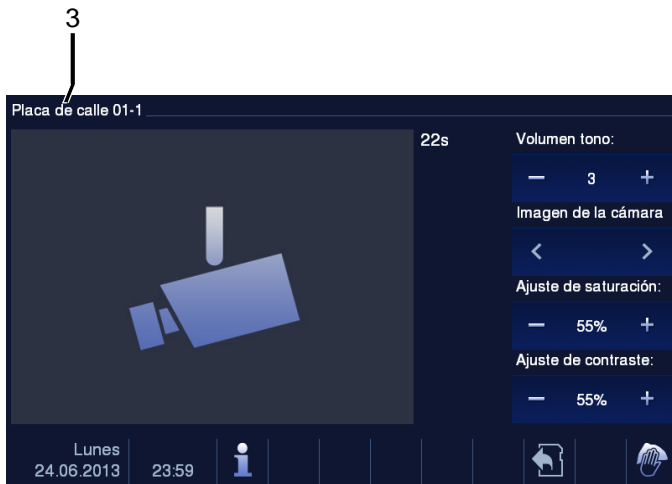 3
Placa de calle 01-1
22s
Volumen tono:
− 3 +
Imagen de la cámara
< >
Ajuste de saturación:
− 55% +
Ajuste de contraste:
− 55% +
Lunes
24.06.2013 23:59